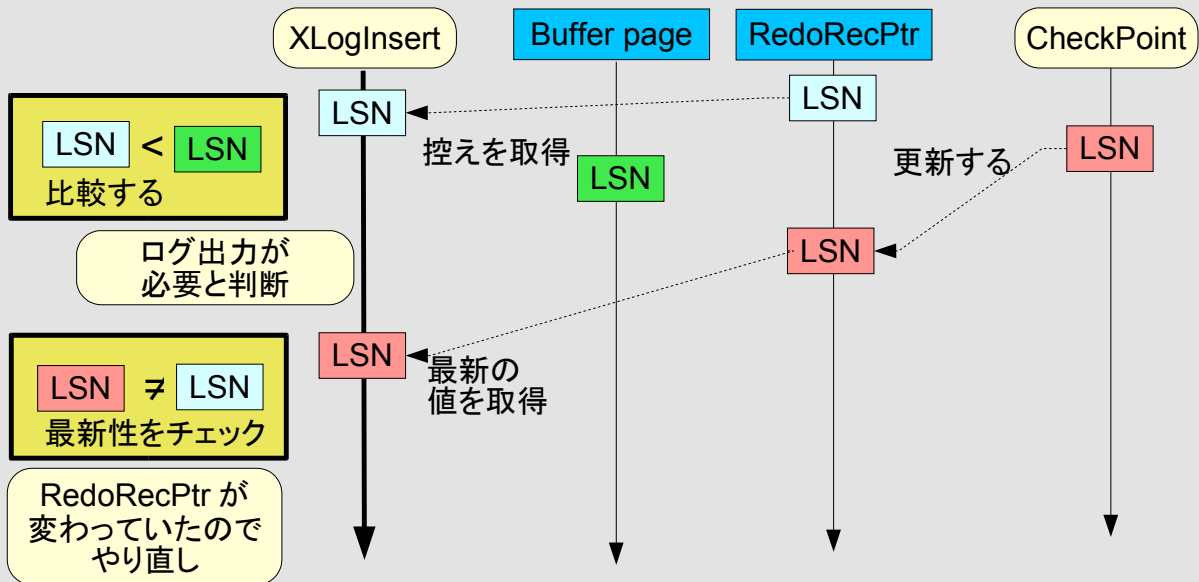 XLogInsert
Buffer page
RedoRecPtr
CheckPoint
LSN
LSN
LSN < LSN
比較する
控えを取得
LSN
更新する
LSN
ログ出力が
必要と判断
LSN
LSN
最新の
値を取得
LSN ≠ LSN
最新性をチェック
RedoRecPtr が
変わっていたので
やり直し